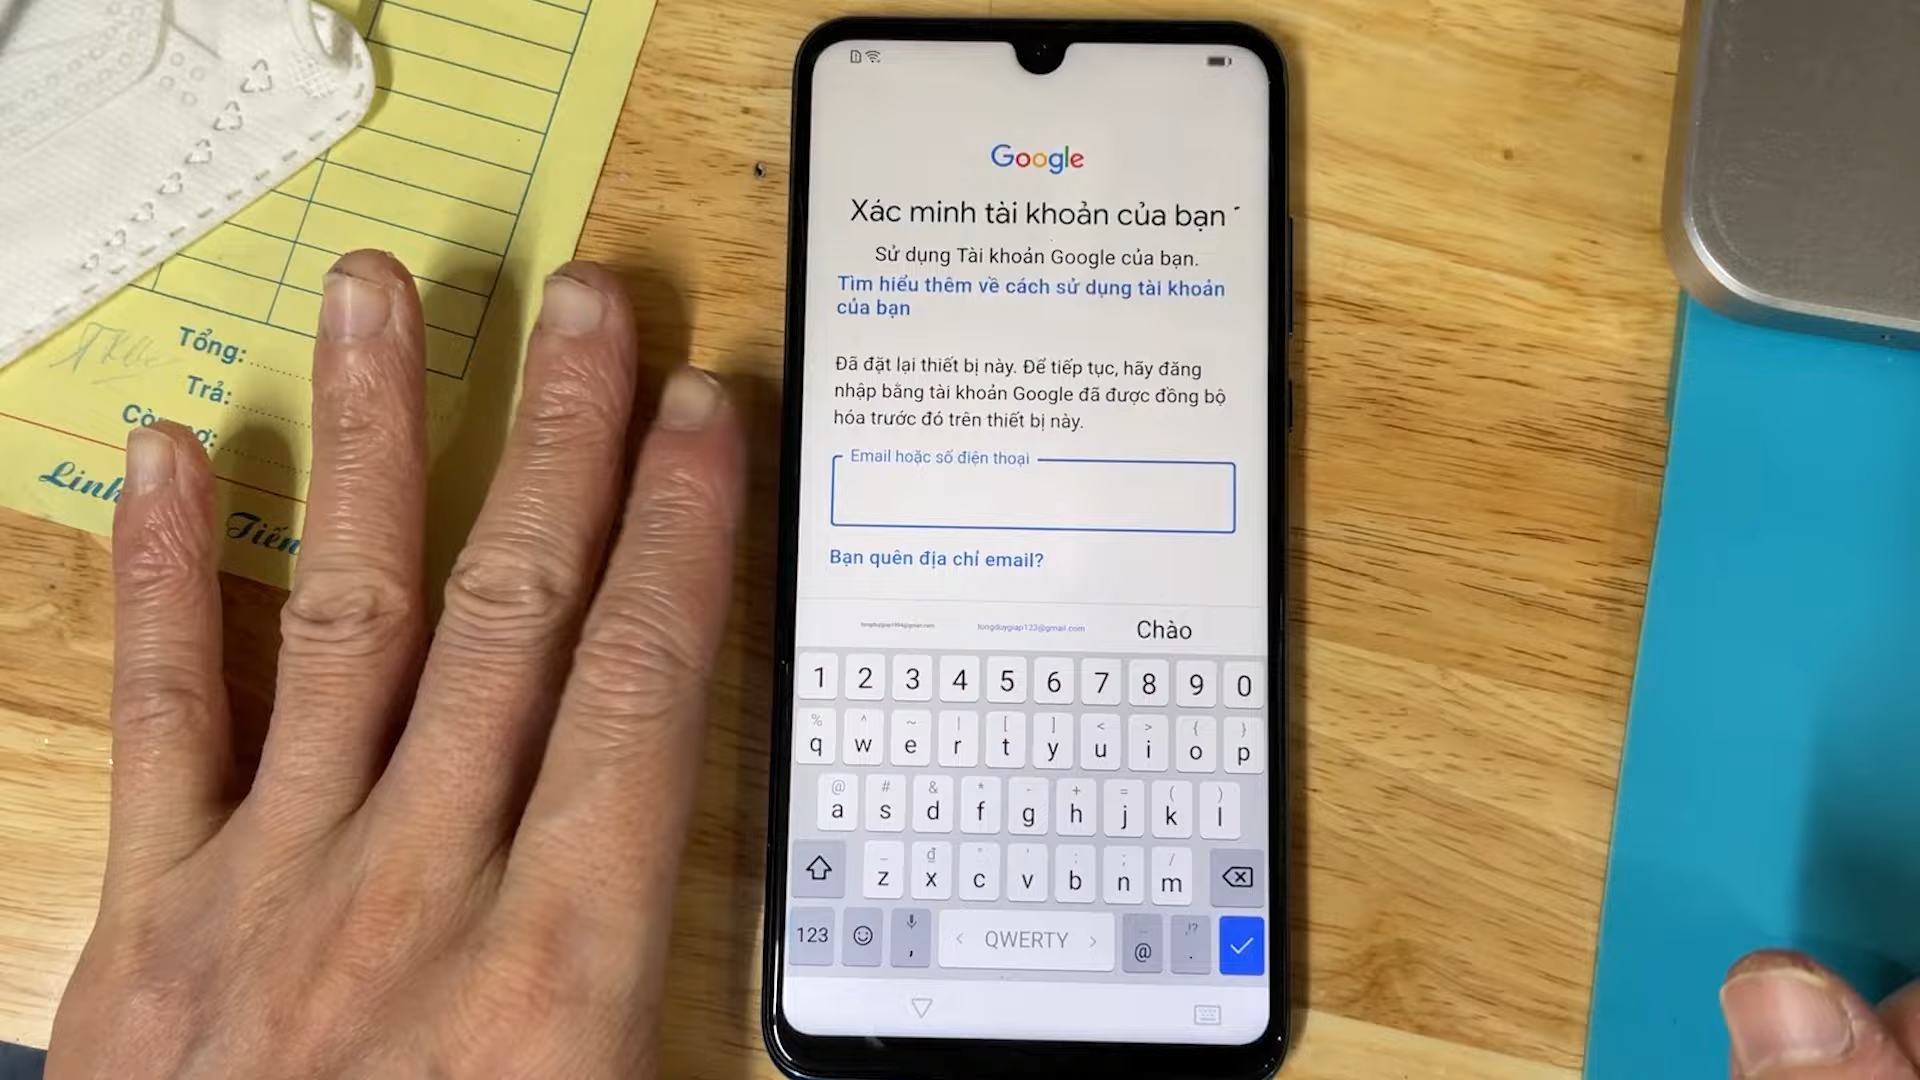 Google
Xác minh tài khoản của bạn
Sử dụng Tài khoản Google của bạn.
Tìm hiểu thêm về cách sử dụng tài khoản
của bạn
Đã đặt lại thiết bị này. Để tiếp tục, hãy đăng
nhập bằng tài khoản Google đã được đồng bộ
hóa trước đó trên thiết bị này.
Email hoặc số điện thoại
Bạn quên địa chỉ email?
tongduygiap123@gmail.com Chào
1 2 3 4 5 6 7 8 9 0
% ^ ~ | [ ] < > { }
q w e r t y u i o p
@ # & * - + = ( )
a s d f g h j k l
_ ₫ " ' : ; /
z x c v b n m
123 , < QWERTY > @ ,!? .
Tổng:
Trả:
Linh
Tiến